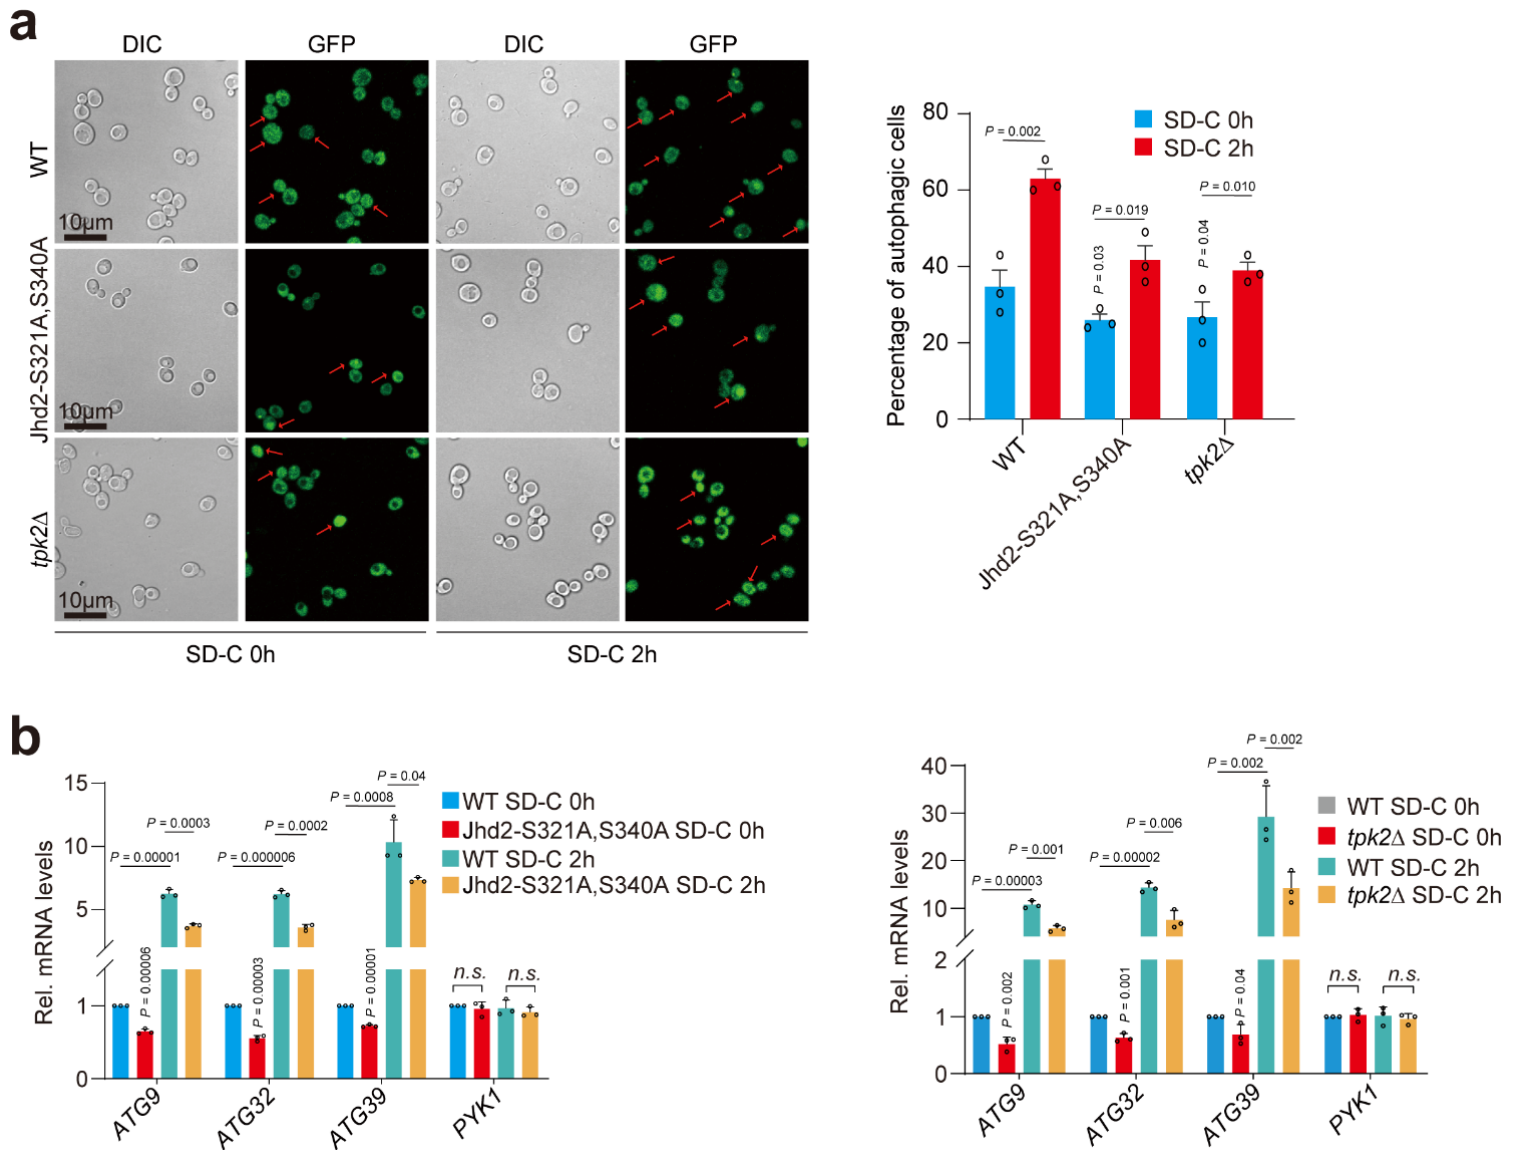 a
DIC
GFP
DIC
GFP
WT
10μm
Jhd2-S321A,S340A
10μm
tpk2Δ
10μm
SD-C 0h
SD-C 2h
Percentage of autophagic cells
80
60
40
20
0
SD-C 0h
SD-C 2h
P = 0.002
P = 0.03
P = 0.019
P = 0.04
P = 0.010
WT
Jhd2-S321A,S340A
tpk2Δ
b
Rel. mRNA levels
15
10
5
1
0
P = 0.00001
P = 0.0003
P = 0.00006
P = 0.000006
P = 0.0002
P = 0.00003
P = 0.0008
P = 0.04
P = 0.00001
n.s.
n.s.
WT SD-C 0h
Jhd2-S321A,S340A SD-C 0h
WT SD-C 2h
Jhd2-S321A,S340A SD-C 2h
ATG9
ATG32
ATG39
PYK1
Rel. mRNA levels
40
30
20
10
2
1
0
P = 0.00003
P = 0.001
P = 0.002
P = 0.00002
P = 0.006
P = 0.001
P = 0.002
P = 0.002
P = 0.04
n.s.
n.s.
WT SD-C 0h
tpk2Δ SD-C 0h
WT SD-C 2h
tpk2Δ SD-C 2h
ATG9
ATG32
ATG39
PYK1